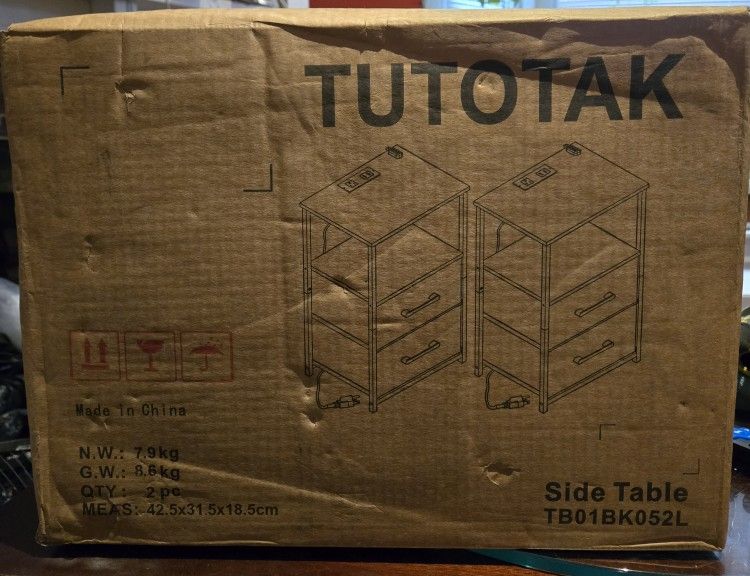 TUTOTAK
Made in China
N.W.: 7.9kg
G.W.: 8.6kg
QTY: 2 pc
MEAS: 42.5x31.5x18.5cm
Side Table
TB01BK052L